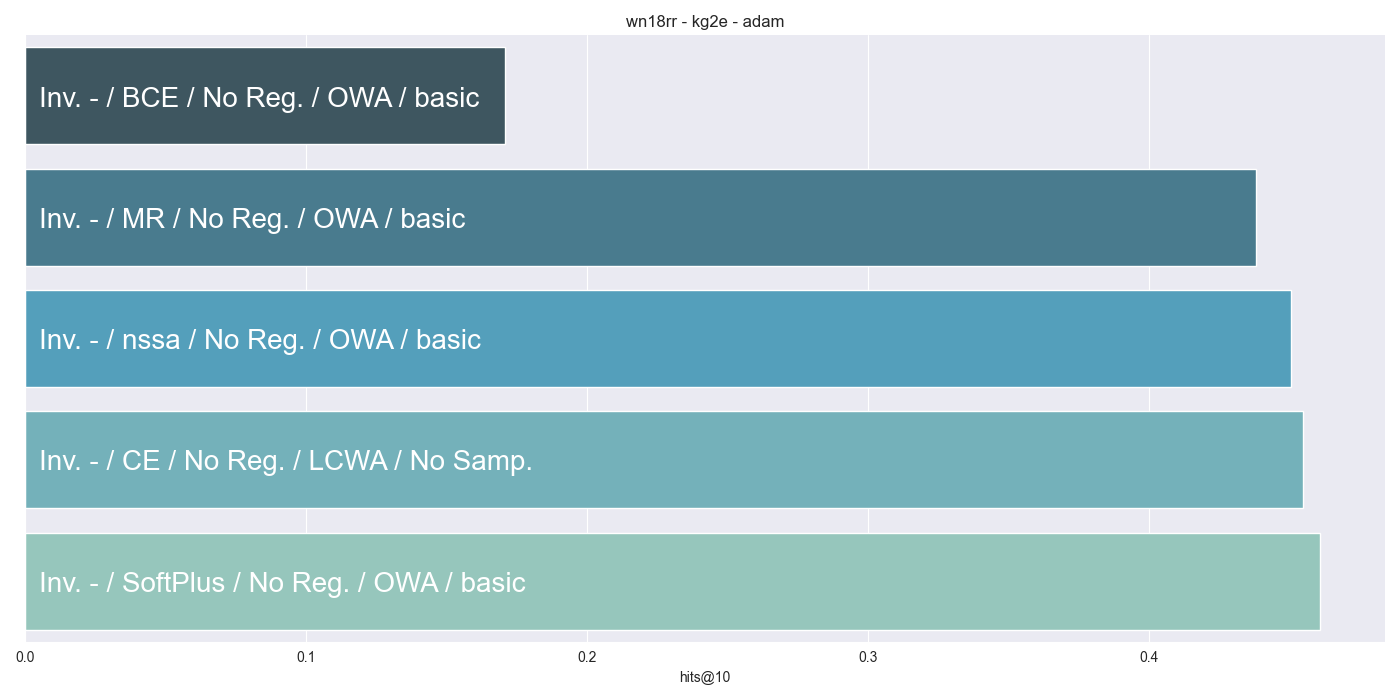 wn18rr - kg2e - adam
Inv. - / BCE / No Reg. / OWA / basic
Inv. - / MR / No Reg. / OWA / basic
Inv. - / nssa / No Reg. / OWA / basic
Inv. - / CE / No Reg. / LCWA / No Samp.
Inv. - / SoftPlus / No Reg. / OWA / basic
0.0 0.1 0.2 0.3 0.4
hits@10